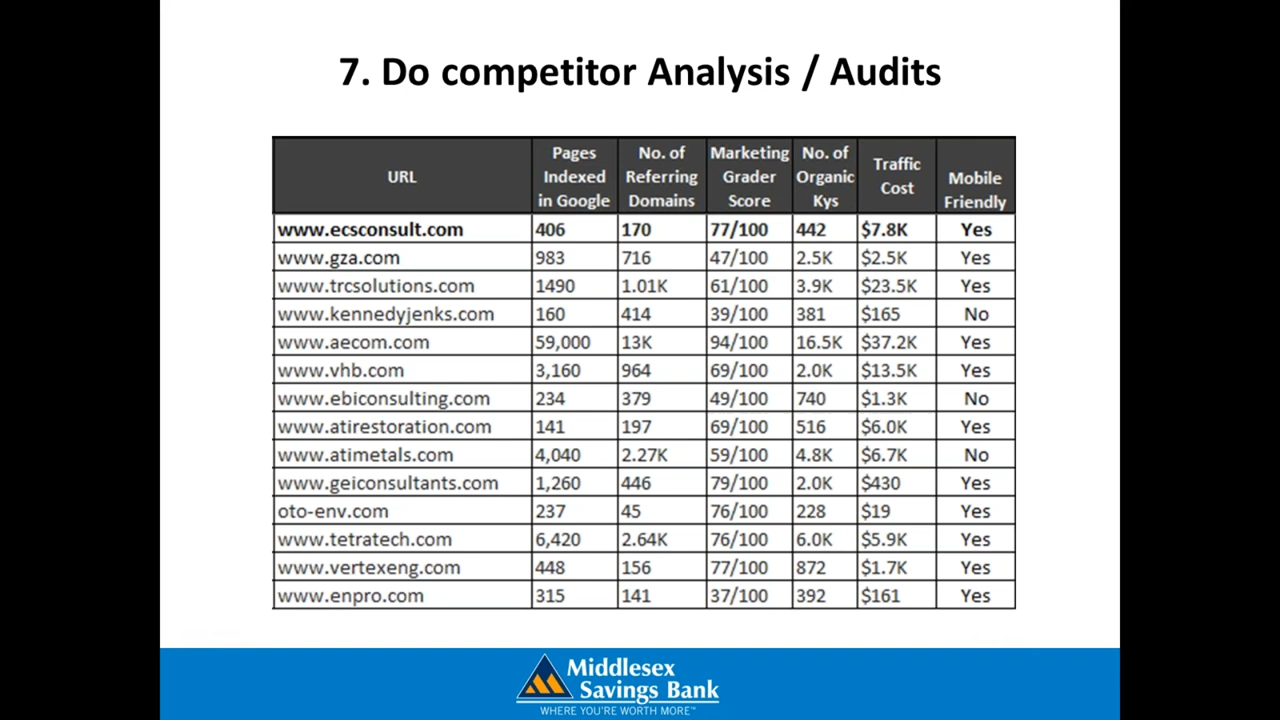 7. Do competitor Analysis / Audits
URL | Pages Indexed in Google | No. of Referring Domains | Marketing Grader Score | No. of Organic Kys | Traffic Cost | Mobile Friendly
www.ecsconsult.com | 406 | 170 | 77/100 | 442 | $7.8K | Yes
www.gza.com | 983 | 716 | 47/100 | 2.5K | $2.5K | Yes
www.trcsolutions.com | 1490 | 1.01K | 61/100 | 3.9K | $23.5K | Yes
www.kennedyjenks.com | 160 | 414 | 39/100 | 381 | $165 | No
www.aecom.com | 59,000 | 13K | 94/100 | 16.5K | $37.2K | Yes
www.vhb.com | 3,160 | 964 | 69/100 | 2.0K | $13.5K | Yes
www.ebiconsulting.com | 234 | 379 | 49/100 | 740 | $1.3K | No
www.atirestoration.com | 141 | 197 | 69/100 | 516 | $6.0K | Yes
www.atimetals.com | 4,040 | 2.27K | 59/100 | 4.8K | $6.7K | No
www.geiconsultants.com | 1,260 | 446 | 79/100 | 2.0K | $430 | Yes
oto-env.com | 237 | 45 | 76/100 | 228 | $19 | Yes
www.tetratech.com | 6,420 | 2.64K | 76/100 | 6.0K | $5.9K | Yes
www.vertexeng.com | 448 | 156 | 77/100 | 872 | $1.7K | Yes
www.enpro.com | 315 | 141 | 37/100 | 392 | $161 | Yes
Middlesex
Savings Bank
WHERE YOU'RE WORTH MORE™